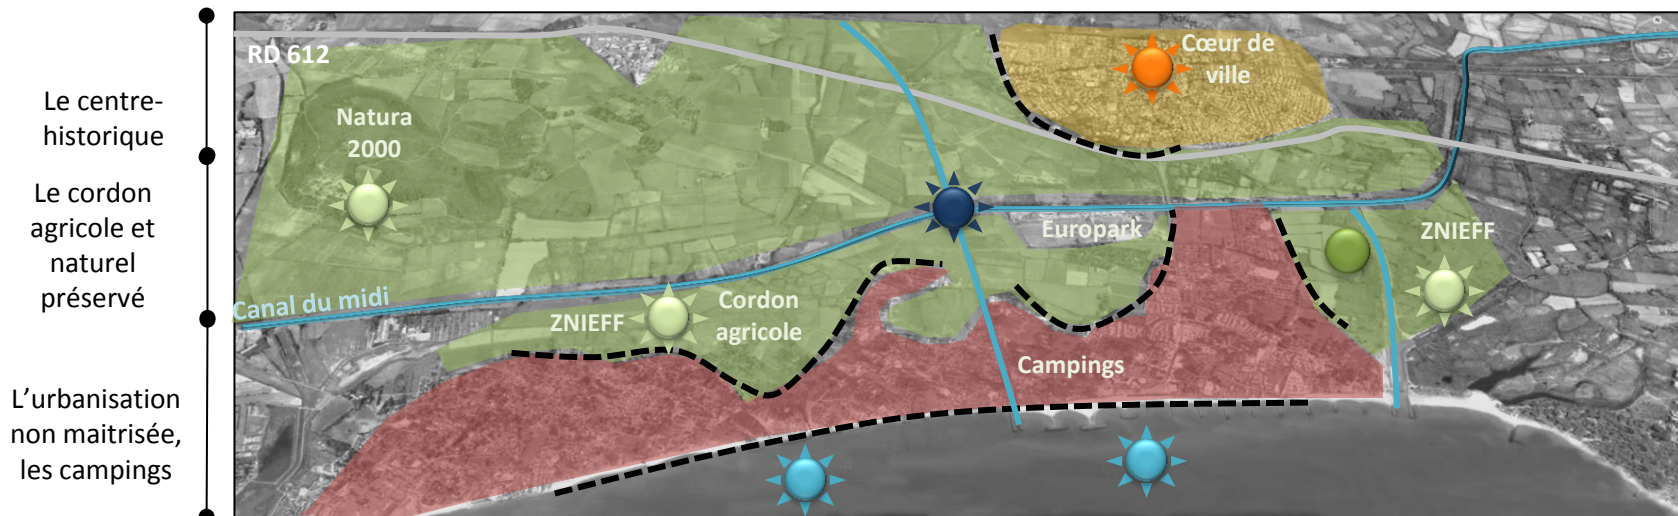 Le centre-
historique
Le cordon
agricole et
naturel
préservé
L'urbanisation
non maitrisée,
les campings
RD 612
Cœur de
ville
Natura
2000
Europark
ZNIEFF
Canal du midi
ZNIEFF
Cordon
agricole
Campings